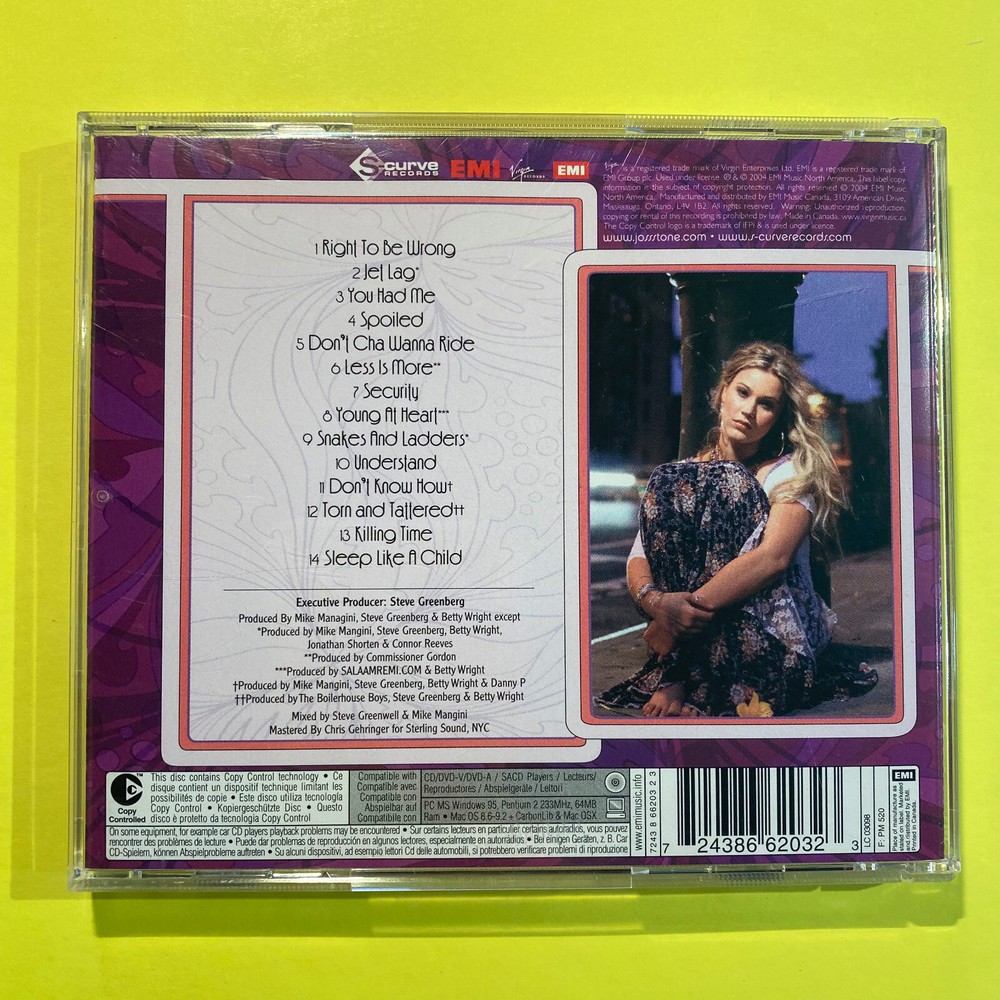 S-curve RECORDS EMI Virgin RECORDS EMI
Virgin is a registered trade mark of Virgin Enterprises Ltd. EMI is a registered trade mark of
EMI Group plc. Used under license. ℗ & © 2004 EMI Music North America. This label copy
information is the subject of copyright protection. All rights reserved. © 2004 EMI Music
North America. Manufactured and distributed by EMI Music Canada, 3109 American Drive,
Mississauga, Ontario, L4V 1B2. All rights reserved. Warning: Unauthorized reproduction,
copying or rental of this recording is prohibited by law. Made in Canada. www.virginmusic.ca
The Copy Control logo is a trademark of IFPI & is used under licence.
www.jossstone.com • www.s-curverecords.com
1 Right To Be Wrong
2 Jet Lag*
3 You Had Me
4 Spoiled
5 Don't Cha Wanna Ride
6 Less Is More**
7 Security
8 Young At Heart***
9 Snakes And Ladders*
10 Understand
11 Don't Know How†
12 Torn and Tattered††
13 Killing Time
14 Sleep Like A Child
Executive Producer: Steve Greenberg
Produced By Mike Managini, Steve Greenberg & Betty Wright except
*Produced by Mike Mangini, Steve Greenberg, Betty Wright,
Jonathan Shorten & Connor Reeves
**Produced by Commissioner Gordon
***Produced by SALAAMREMI.COM & Betty Wright
†Produced by Mike Mangini, Steve Greenberg, Betty Wright & Danny P
††Produced by The Boilerhouse Boys, Steve Greenberg & Betty Wright
Mixed by Steve Greenwell & Mike Mangini
Mastered By Chris Gehringer for Sterling Sound, NYC
Copy
Controlled
This disc contains Copy Control technology • Ce
disque contient un dispositif technique limitant les
possibilités de copie • Este disco utiliza tecnología
Copy Control • Kopiergeschützte Disc • Questo
disco è protetto da tecnologia Copy Control
Compatible with
Compatible avec
Compatible con
Abspielbar auf
Compatibile con
CD/DVD-V/DVD-A / SACD Players / Lecteurs/
Reproductores / Abspielgeräte / Lettori
PC MS Windows 95, Pentium 2 233MHz, 64MB
Ram • Mac OS 8.6-9.2 + CarbonLib & Mac OSX
On some equipment, for example car CD players playback problems may be encountered • Sur certains lecteurs en particulier certains autoradios, vous pouvez
rencontrer des problèmes de lecture • Puede dar problemas de reproducción en algunos lectores, especialmente en autorrádios • Bei einigen Geräten, z. B. Car
CD-Spielern, können Abspielprobleme auftreten • Su alcuni dispositivi, ad esempio lettori Cd delle automobili, si potrebbero verificare problemi di riproduzione
www.emimusic.info
7243 8 66203 2 3
7 24386 62032 3
LC 03098
F: PM 520
EMI
Place of manufacture as
stated on label. Marketed
and distributed by EMI.
Printed in Canada.